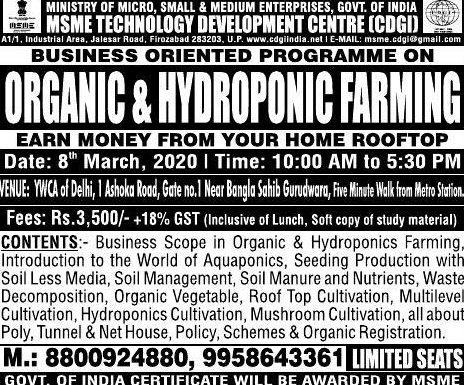 MINISTRY OF MICRO, SMALL & MEDIUM ENTERPRISES, GOVT. OF INDIA
MSME TECHNOLOGY DEVELOPMENT CENTRE (CDGI)
A1/1, Industrial Area, Jalesar Road, Firozabad 283203, U.P. www.cdgiindia.net | E-MAIL: msme.cdgi@gmail.com
BUSINESS ORIENTED PROGRAMME ON
ORGANIC & HYDROPONIC FARMING
EARN MONEY FROM YOUR HOME ROOFTOP
Date: 8th March, 2020 | Time: 10:00 AM to 5:30 PM
VENUE: YWCA of Delhi, 1 Ashoka Road, Gate no.1 Near Bangla Sahib Gurudwara, Five Minute Walk from Metro Station.
Fees: Rs.3,500/- +18% GST (Inclusive of Lunch, Soft copy of study material)
CONTENTS:- Business Scope in Organic & Hydroponics Farming,
Introduction to the World of Aquaponics, Seeding Production with
Soil Less Media, Soil Management, Soil Manure and Nutrients, Waste
Decomposition, Organic Vegetable, Roof Top Cultivation, Multilevel
Cultivation, Hydroponics Cultivation, Mushroom Cultivation, all about
Poly, Tunnel & Net House, Policy, Schemes & Organic Registration.
M.: 8800924880, 9958643361 LIMITED SEATS
GOVT. OF INDIA CERTIFICATE WILL BE AWARDED BY MSME